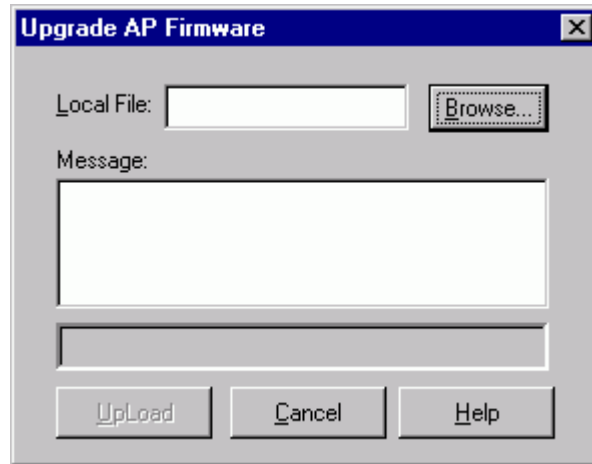 Upgrade AP Firmware
Local File: Browse...
Message:
UpLoad Cancel Help